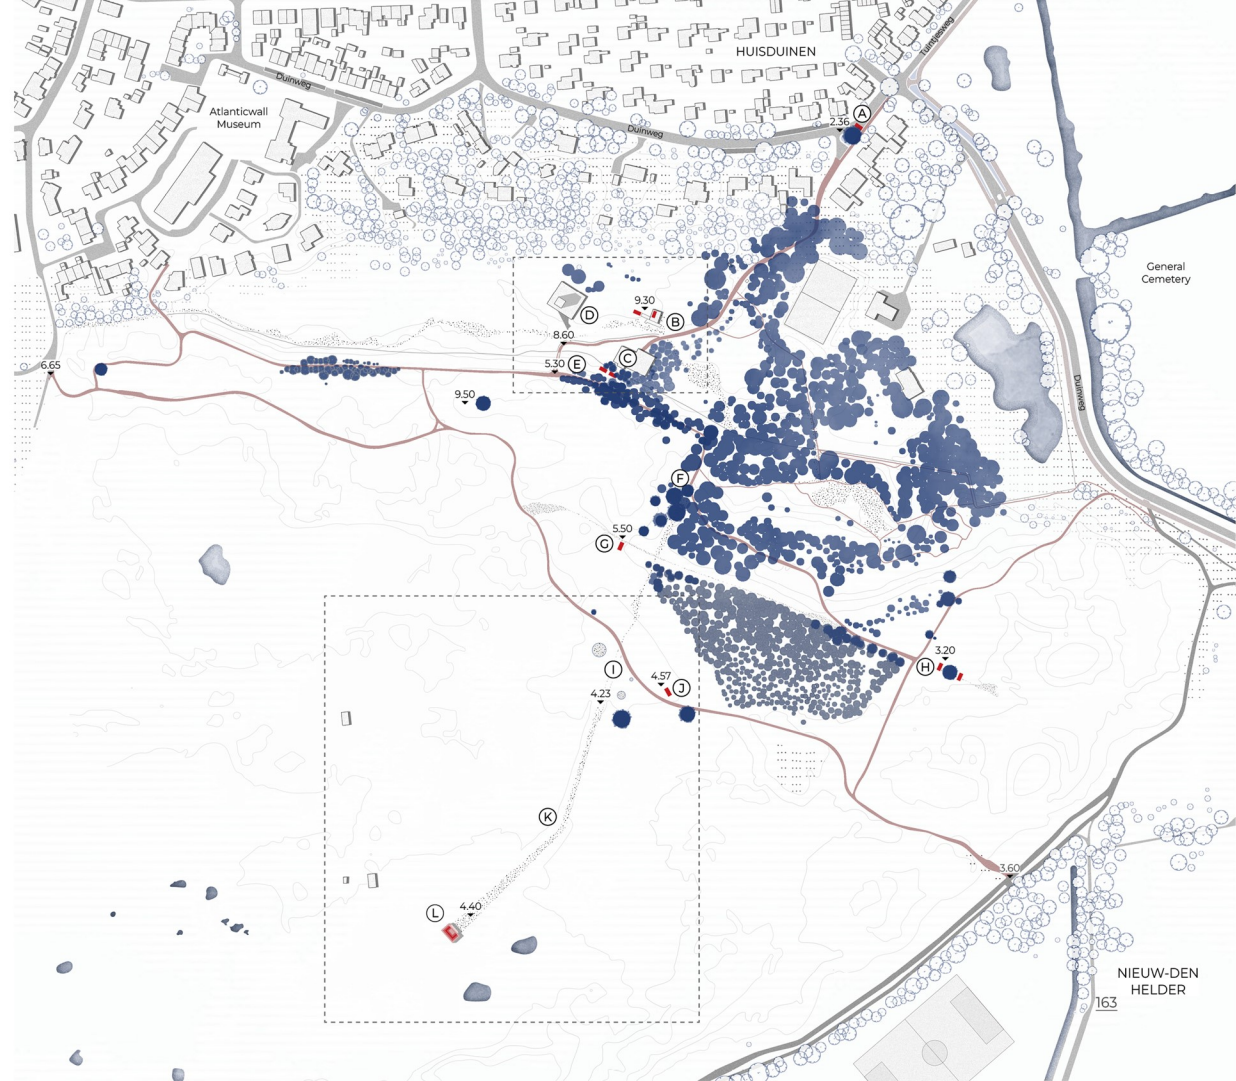 HUISDUINEN
Tuintjesweg
Duinweg
Atlanticwall
Museum
A
2.36
Duinweg
General
Cemetery
9.30
D
B
8.60
C
5.30
E
6.65
9.50
Duinweg
F
5.50
G
3.20
H
I
4.57
J
4.23
K
3.60
L
4.40
NIEUW-DEN
HELDER
163